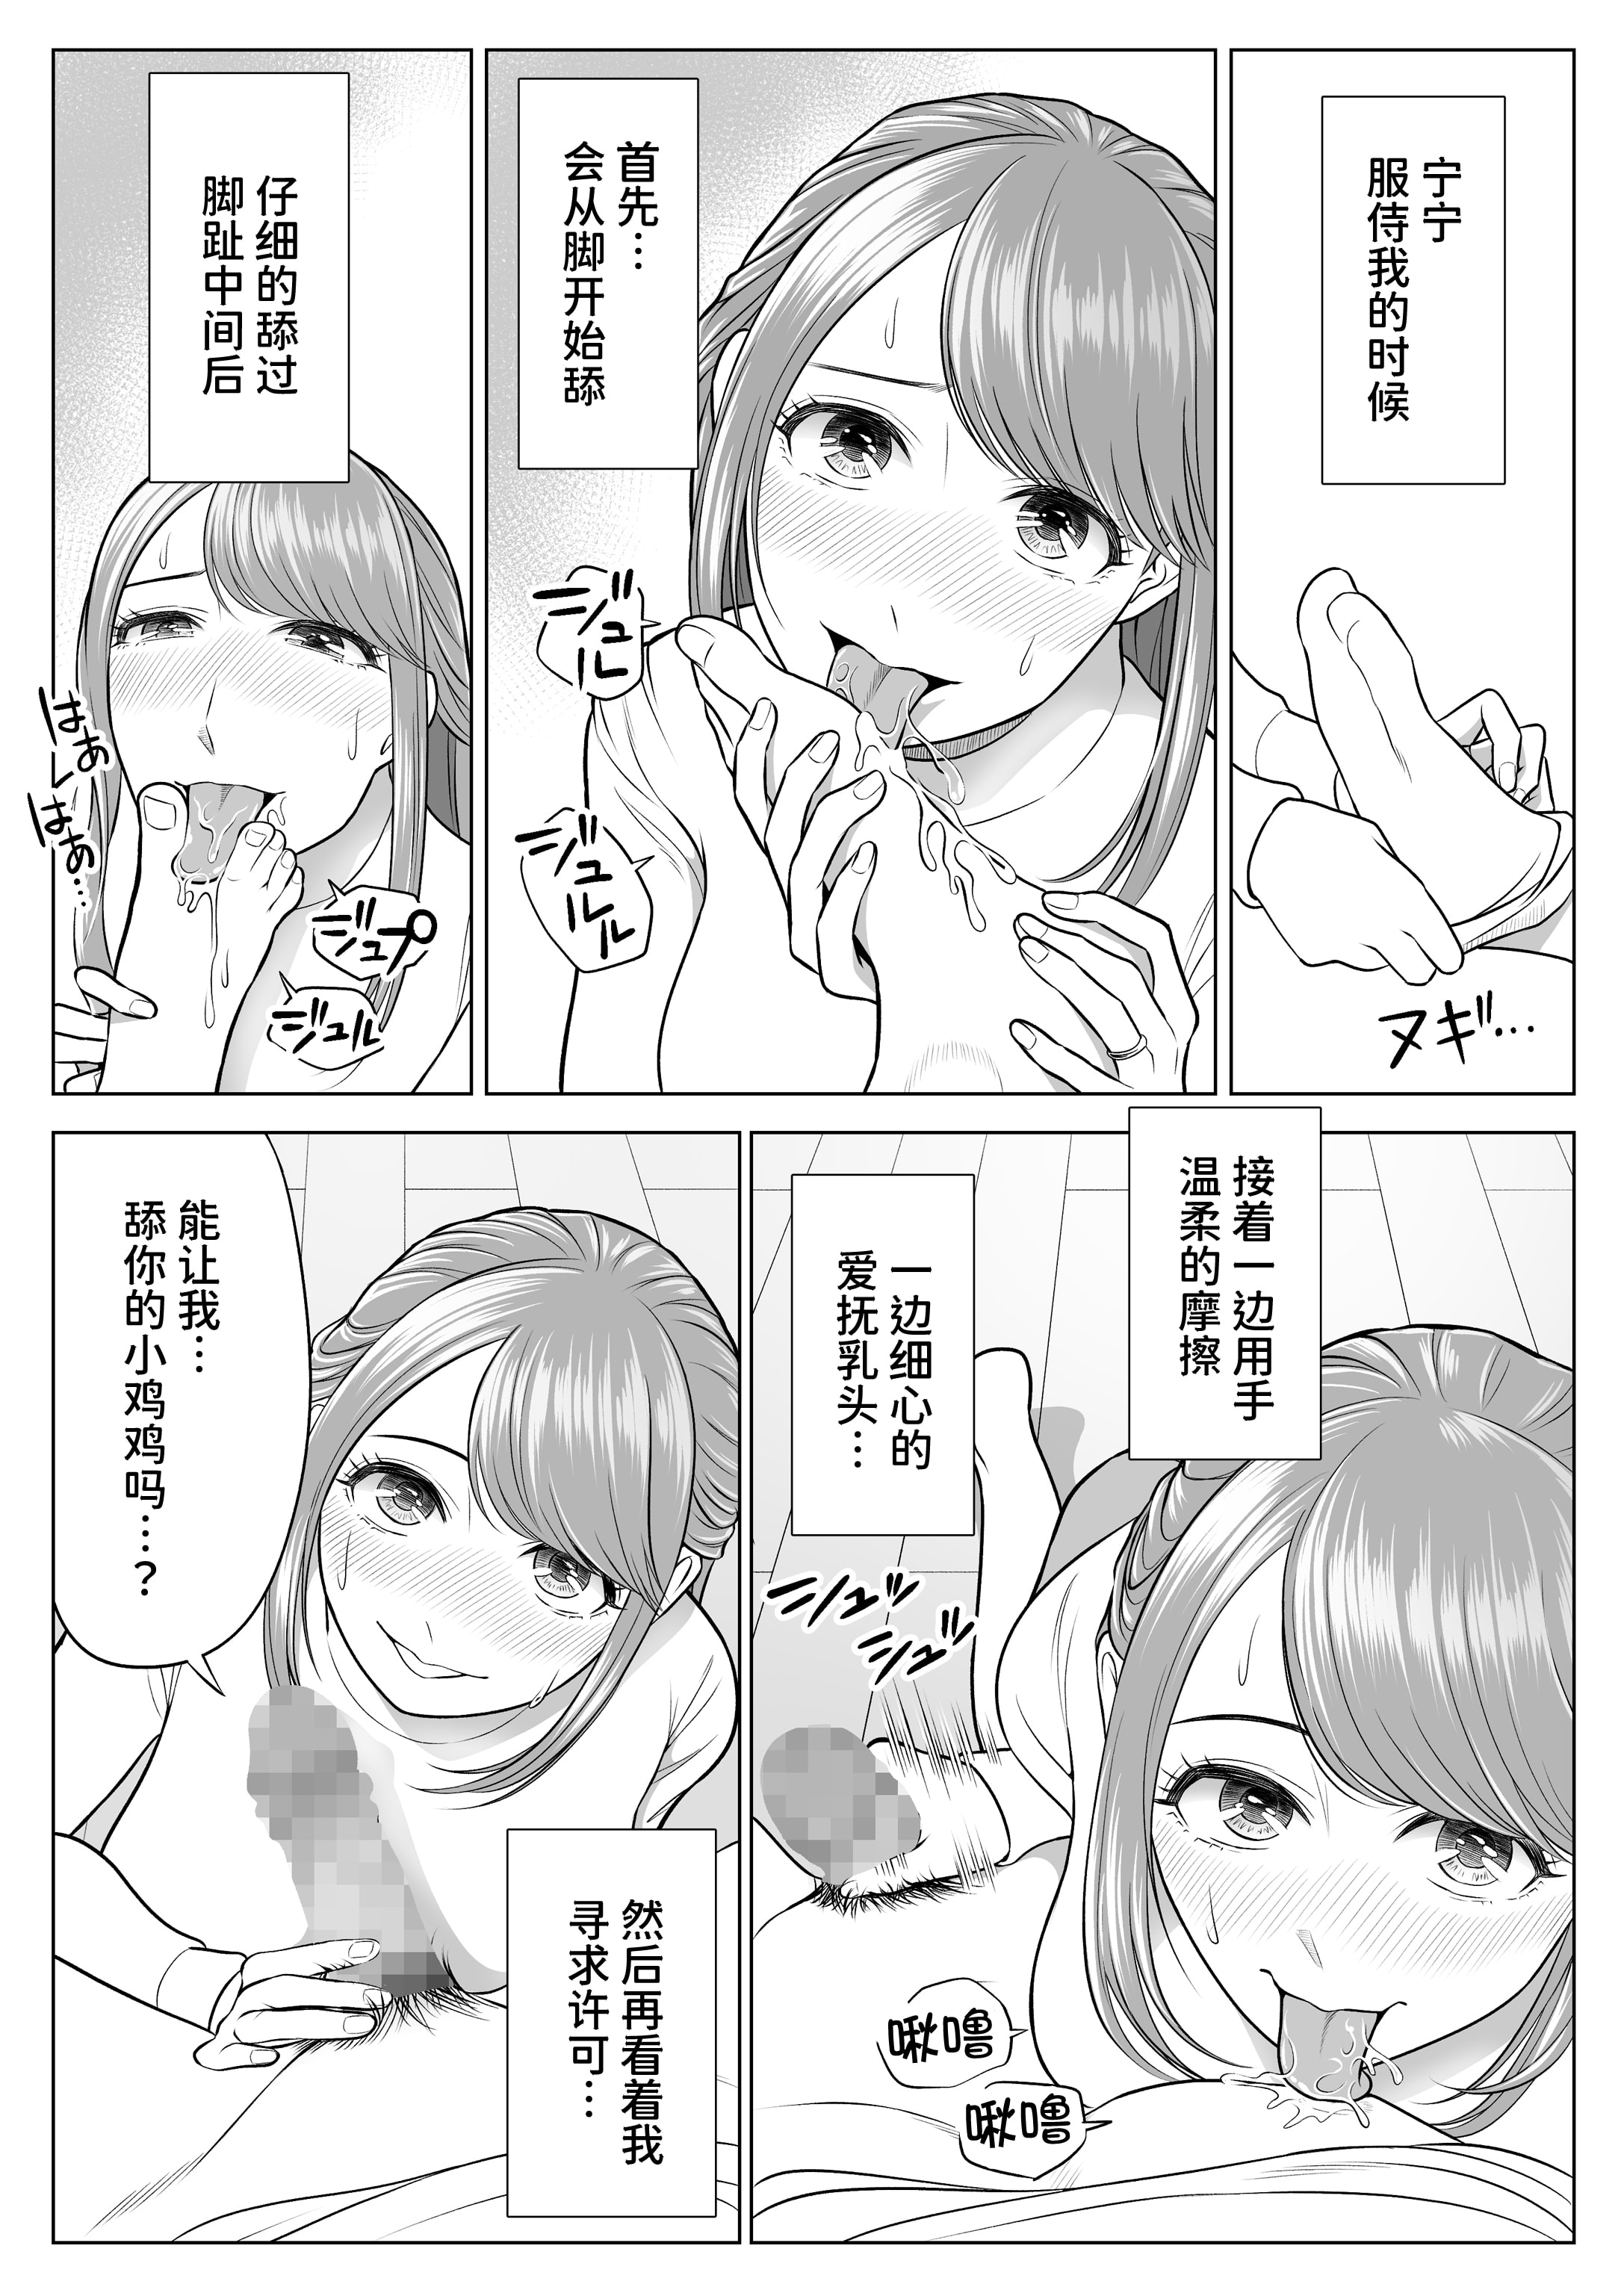 宁宁
服侍我的时候
ヌギ…
首先…
会从脚开始舔
ジュル
ジュルルル
仔细的舔过
脚趾中间后
はぁ
はぁ…
ジュプ
ジュル
接着一边用手
温柔的摩擦
一边细心的
爱抚乳头…
シュッ
シュッ
啾噜
啾噜
能让我…
舔你的小鸡鸡吗…？
然后再看着我
寻求许可…